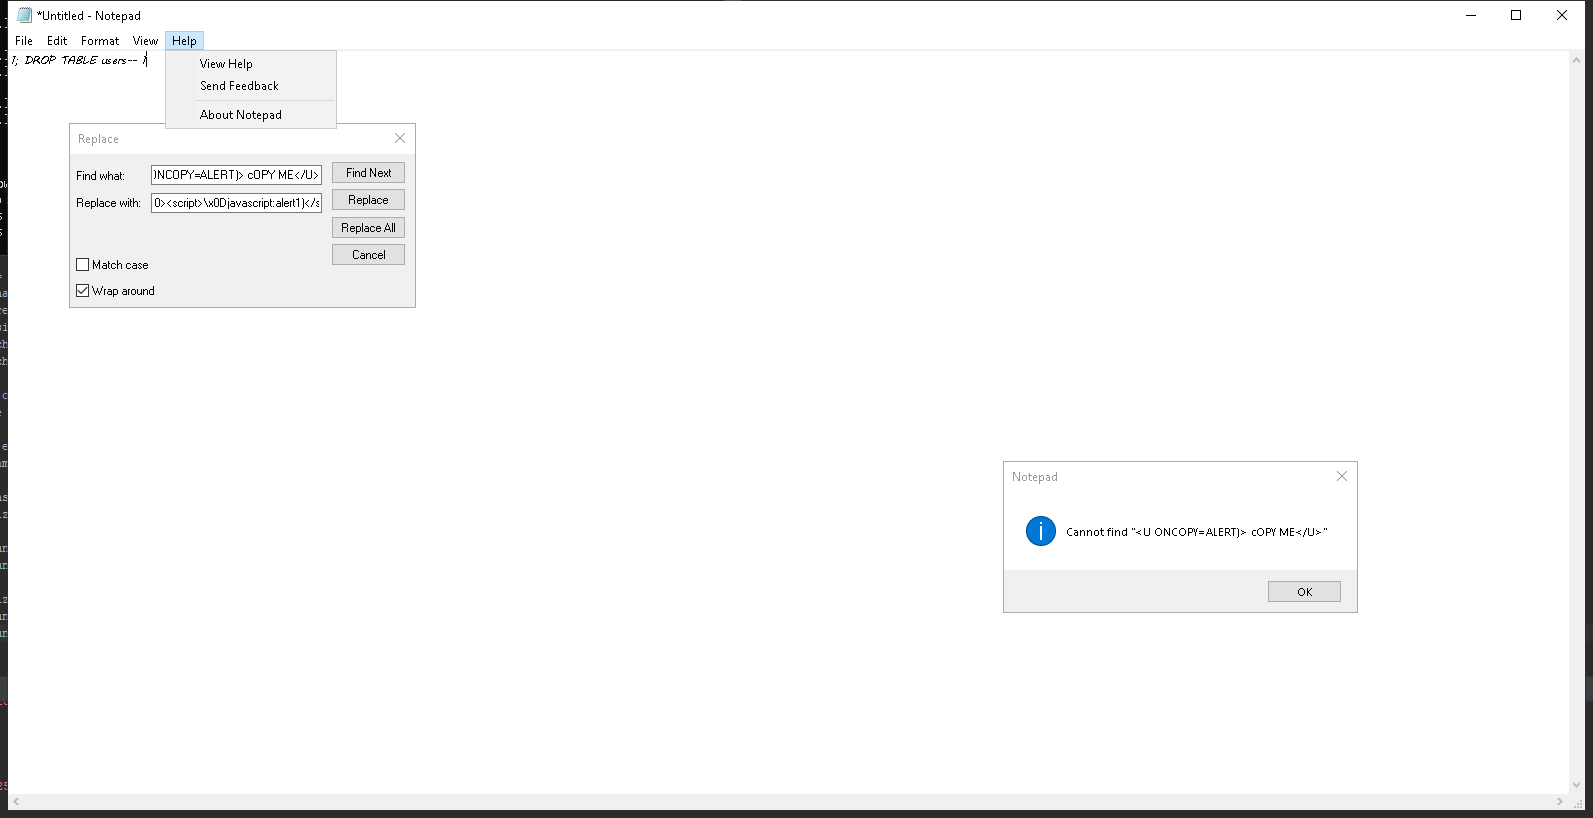 *Untitled - Notepad
File Edit Format View Help
1; DROP TABLE users-- 1
View Help
Send Feedback
About Notepad
Replace
Find what: )NCOPY=ALERT)> cOPY ME</U> Find Next
Replace with: 0><script>\x0Djavascript:alert1)</s Replace
Replace All
Cancel
Match case
Wrap around
Notepad
Cannot find "<U ONCOPY=ALERT)> cOPY ME</U>"
OK